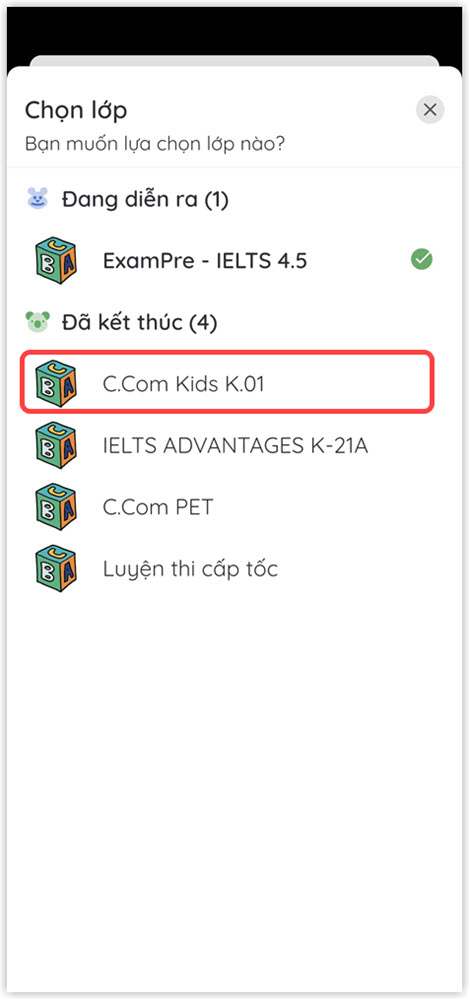 Chọn lớp
Bạn muốn lựa chọn lớp nào?
Đang diễn ra (1)
ExamPre - IELTS 4.5
Đã kết thúc (4)
C.Com Kids K.01
IELTS ADVANTAGES K-21A
C.Com PET
Luyện thi cấp tốc